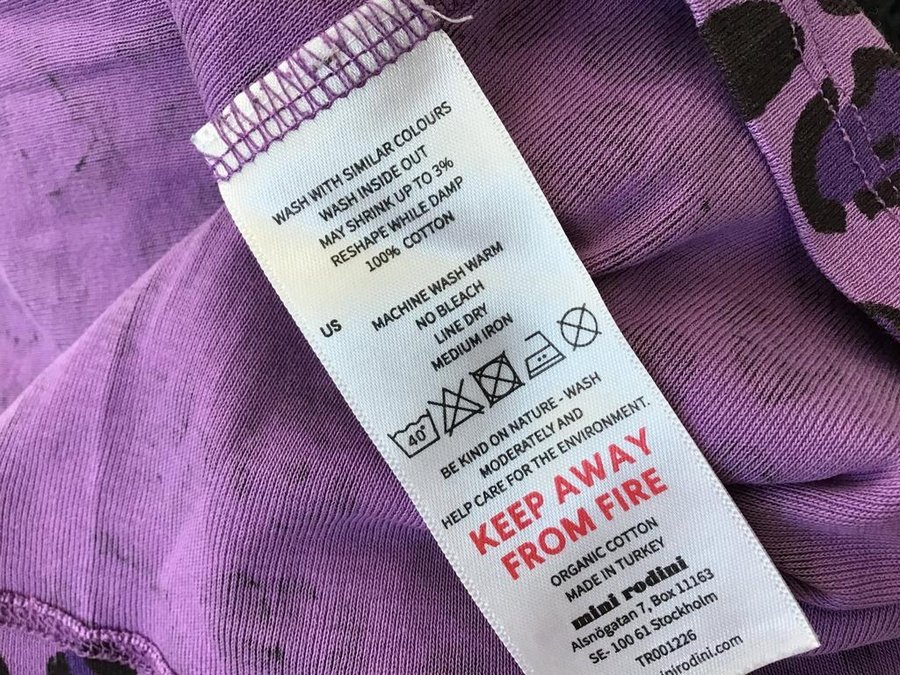 WASH WITH SIMILAR COLOURS
WASH INSIDE OUT
MAY SHRINK UP TO 3%
RESHAPE WHILE DAMP
100% COTTON
US
MACHINE WASH WARM
NO BLEACH
LINE DRY
MEDIUM IRON
40°
BE KIND ON NATURE - WASH
MODERATELY AND
HELP CARE FOR THE ENVIRONMENT.
KEEP AWAY
FROM FIRE
ORGANIC COTTON
MADE IN TURKEY
mini rodini
Alsnögatan 7, Box 11163
SE- 100 61 Stockholm
TR001226
inirodini.com